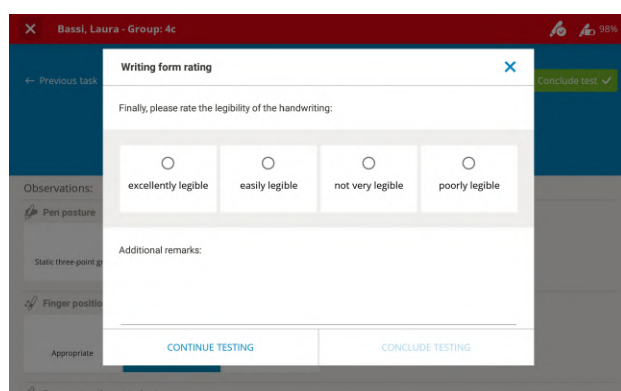 Bassi, Laura - Group: 4c
98%
← Previous task
Conclude test ✓
Writing form rating
Finally, please rate the legibility of the handwriting:
excellently legible easily legible not very legible poorly legible
Observations:
Pen posture
Static three-point
Additional remarks:
Finger
Appropriate
CONTINUE TESTING CONCLUDE TESTING